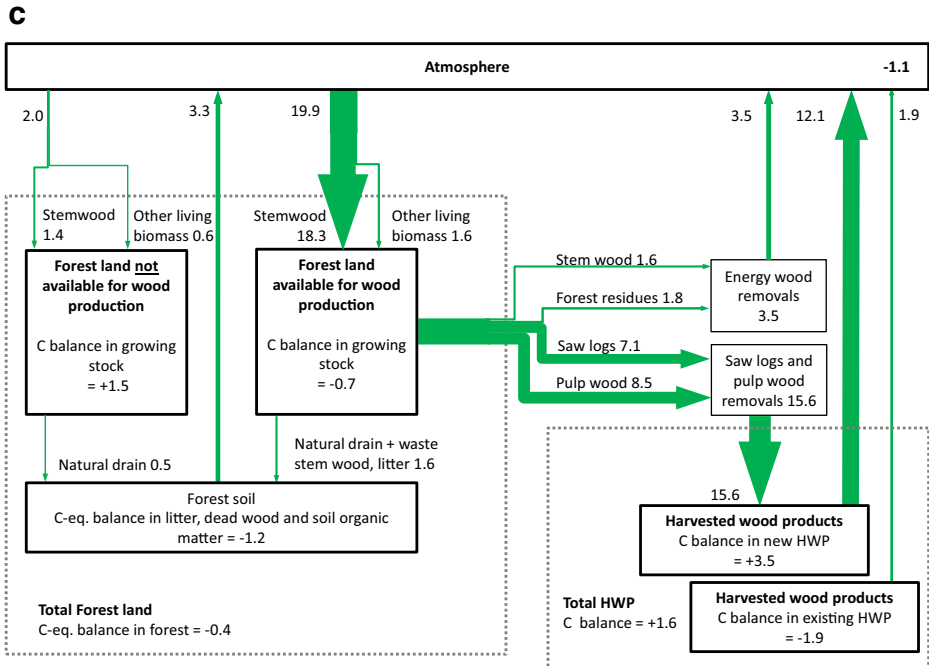 c
Atmosphere
-1.1
2.0
3.3
19.9
3.5
12.1
1.9
Stemwood
1.4
Other living
biomass 0.6
Stemwood
18.3
Other living
biomass 1.6
Forest land not
available for wood
production
C balance in growing
stock
= +1.5
Forest land
available for wood
production
C balance in growing
stock
= -0.7
Stem wood 1.6
Forest residues 1.8
Saw logs 7.1
Pulp wood 8.5
Energy wood
removals
3.5
Saw logs and
pulp wood
removals 15.6
Natural drain 0.5
Natural drain + waste
stem wood, litter 1.6
Forest soil
C-eq. balance in litter, dead wood and soil organic
matter = -1.2
15.6
Harvested wood products
C balance in new HWP
= +3.5
Total Forest land
C-eq. balance in forest = -0.4
Total HWP
C balance = +1.6
Harvested wood products
C balance in existing HWP
= -1.9